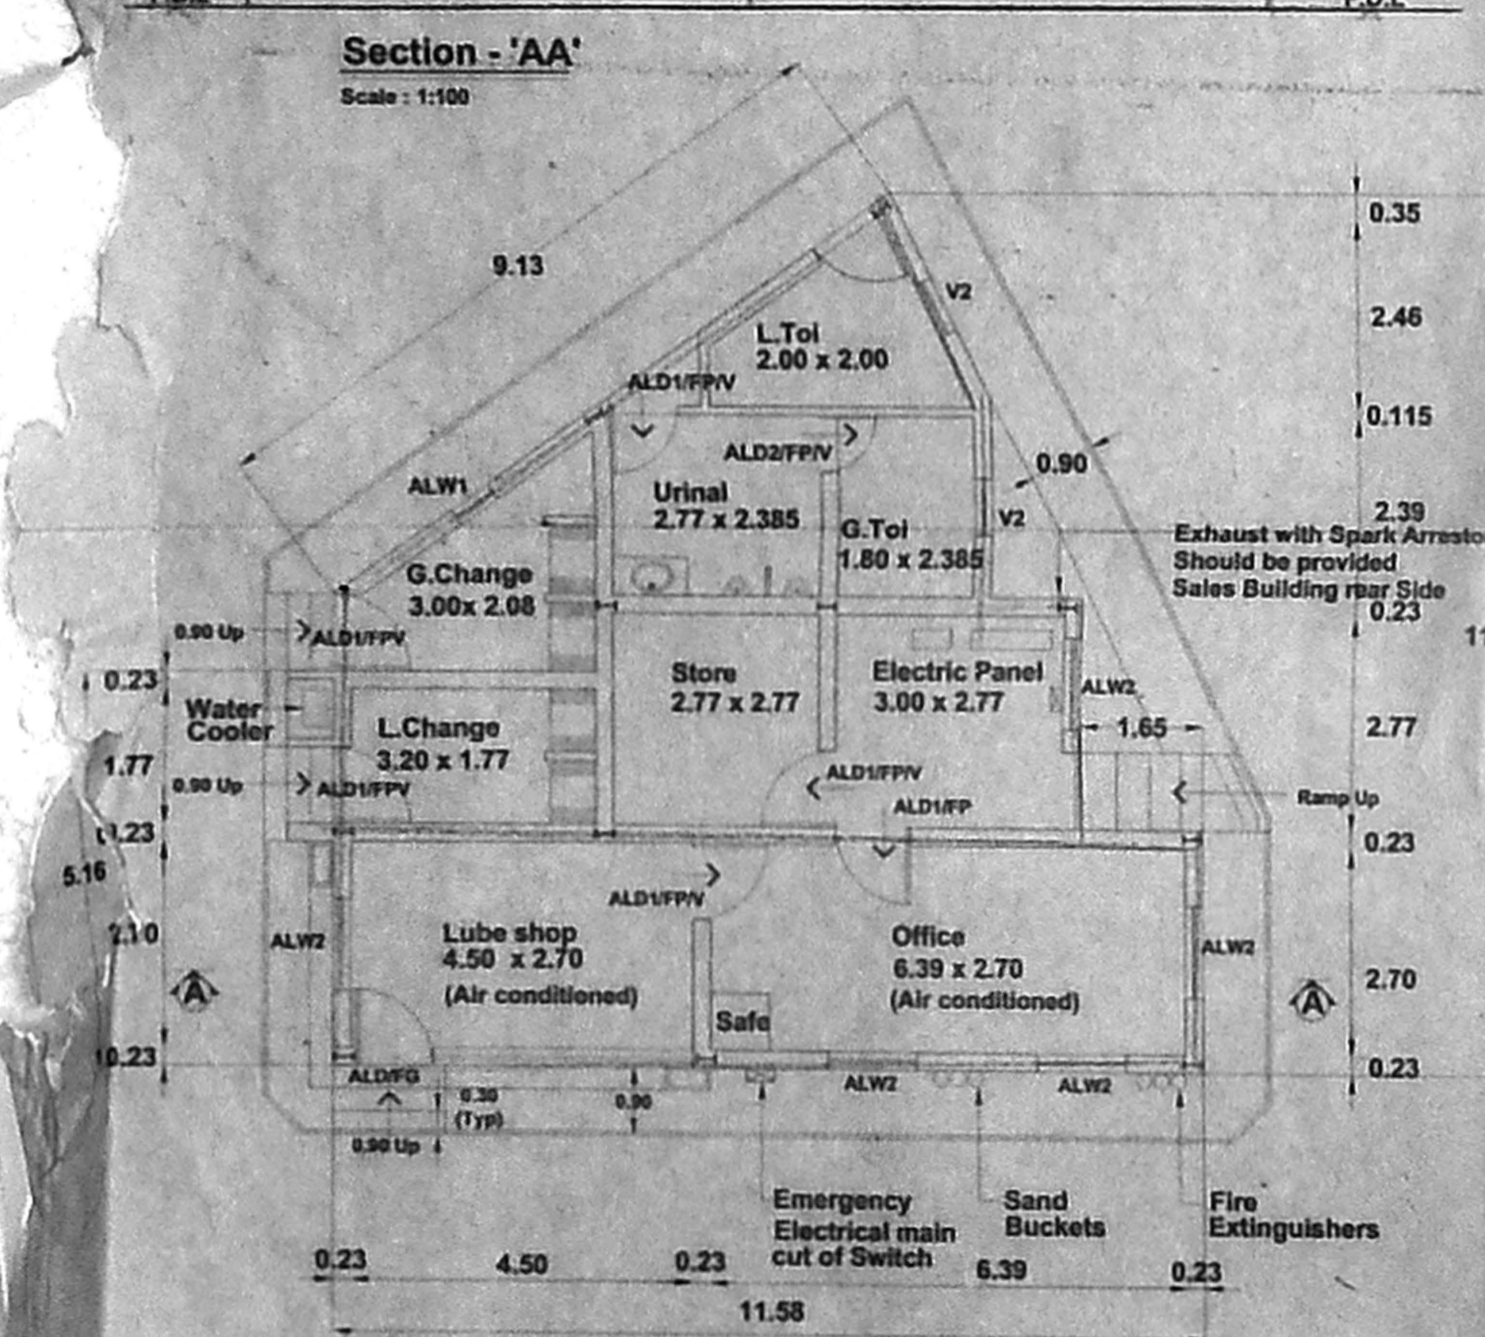 Section - 'AA'
Scale : 1:100
9.13
0.35
V2
2.46
L.Tol
2.00 x 2.00
ALD1/FP/V
0.115
ALD2/FP/V
0.90
ALW1
Urinal
2.77 x 2.385
V2
2.39
G.Tol
1.80 x 2.385
Exhaust with Spark Arresto
Should be provided
Sales Building rear Side
0.23
G.Change
3.00x 2.08
0.90 Up
ALD1/FPV
11
0.23
Store
2.77 x 2.77
Electric Panel
3.00 x 2.77
ALW2
Water
Cooler
L.Change
3.20 x 1.77
1.65
2.77
1.77
0.90 Up
ALD1/FPV
ALD1/FP/V
ALD1/FP
Ramp Up
0.23
0.23
5.16
ALD1/FP/V
2.10
ALW2
Lube shop
4.50 x 2.70
(Air conditioned)
Office
6.39 x 2.70
(Air conditioned)
ALW2
2.70
A
A
Safe
0.23
0.23
ALD/FG
0.30
(Typ)
0.90
ALW2
ALW2
0.90 Up
Emergency
Electrical main
cut of Switch
Sand
Buckets
Fire
Extinguishers
0.23
4.50
0.23
6.39
0.23
11.58